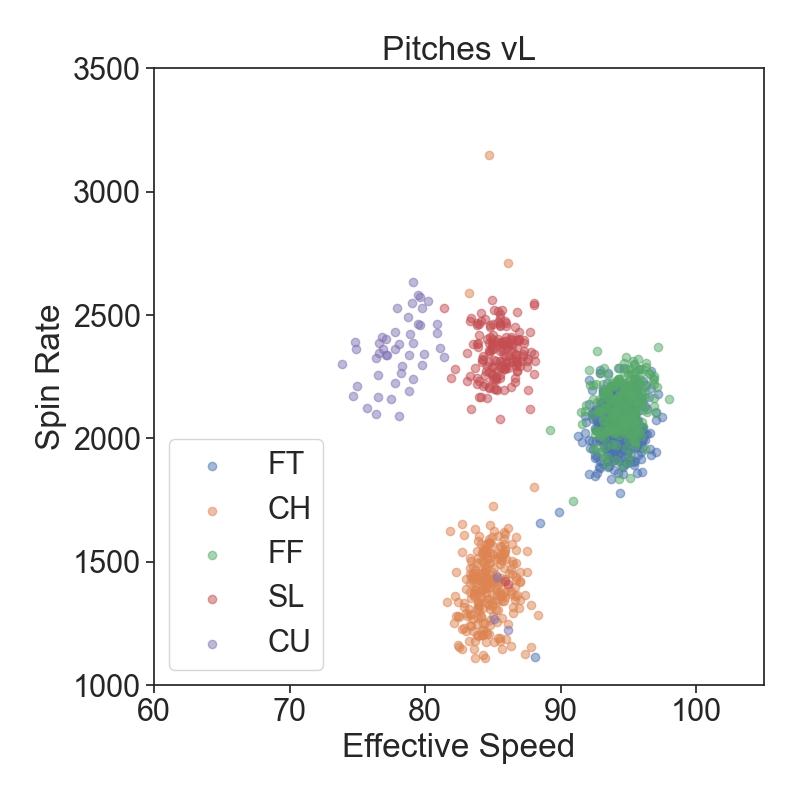 Pitches vL
3500
3000
2500
2000
1500
1000
Spin Rate
FT
CH
FF
SL
CU
60 70 80 90 100
Effective Speed